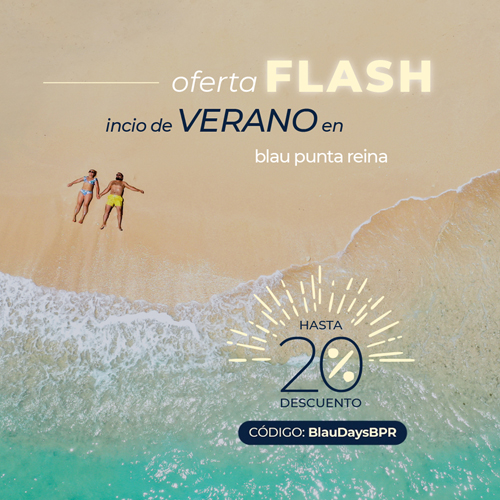 oferta FLASH
incio de VERANO en
blau punta reina
HASTA
20%
DESCUENTO
CÓDIGO: BlauDaysBPR